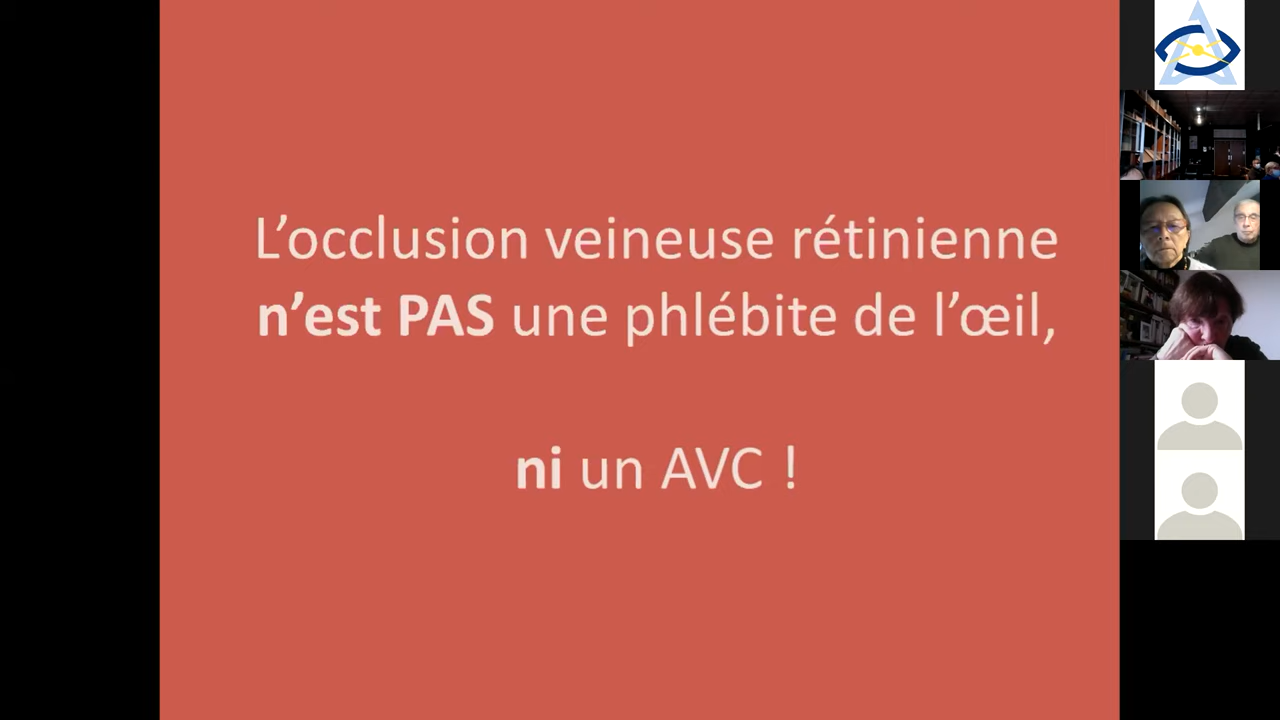 L’occlusion veineuse rétinienne
n’est PAS une phlébite de l’œil,
ni un AVC !